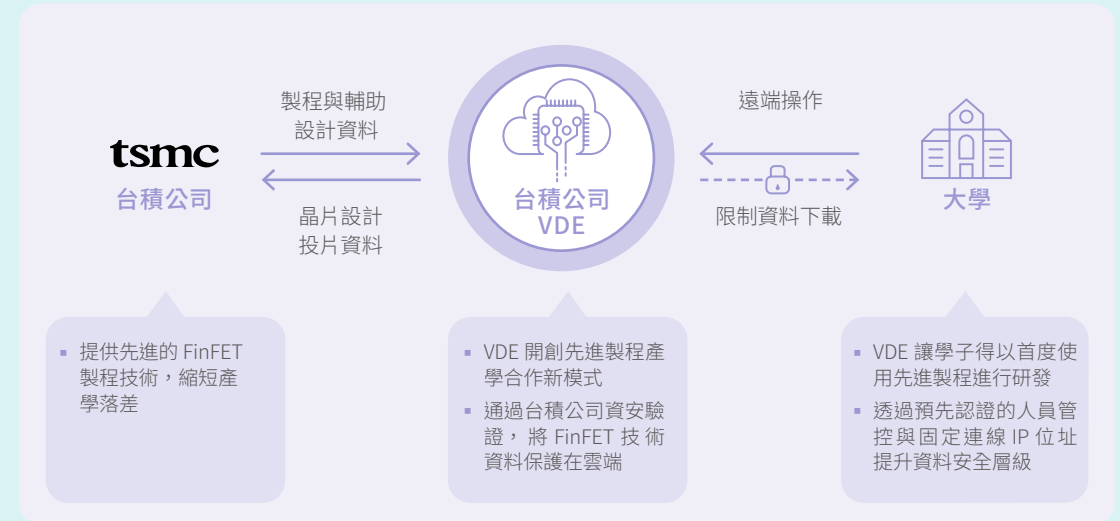 製程與輔助
設計資料
tsmc
台積公司
晶片設計
投片資料
台積公司
VDE
遠端操作
限制資料下載
大學
▪ 提供先進的 FinFET
製程技術，縮短產
學落差
▪ VDE 開創先進製程產
學合作新模式
▪ 通過台積公司資安驗
證，將 FinFET 技術
資料保護在雲端
▪ VDE 讓學子得以首度使
用先進製程進行研發
▪ 透過預先認證的人員管
控與固定連線 IP 位址
提升資料安全層級